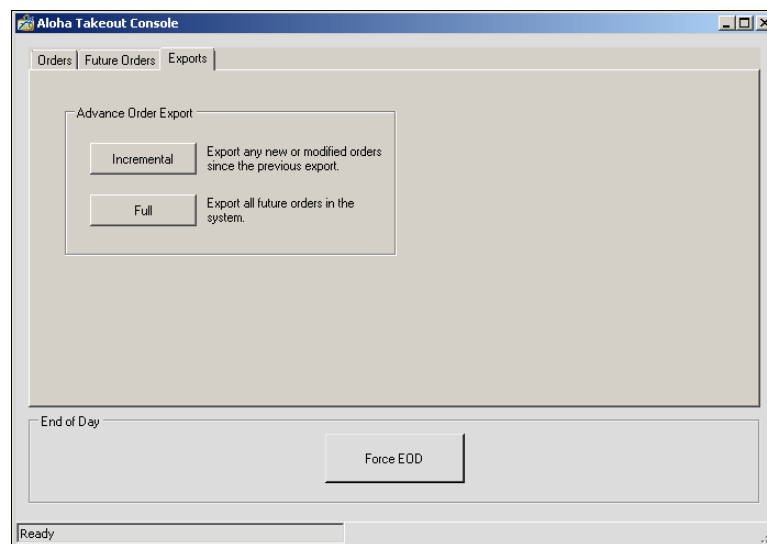 Aloha Takeout Console
Orders Future Orders Exports
Advance Order Export
Incremental
Export any new or modified orders
since the previous export.
Full
Export all future orders in the
system.
End of Day
Force EOD
Ready